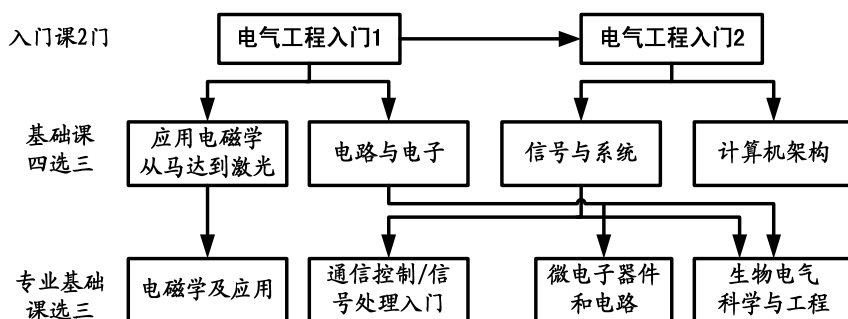 入门课2门
电气工程入门1
电气工程入门2
基础课
四选三
应用电磁学
从马达到激光
电路与电子
信号与系统
计算机架构
专业基础
课选三
电磁学及应用
通信控制/信
号处理入门
微电子器件
和电路
生物电气
科学与工程